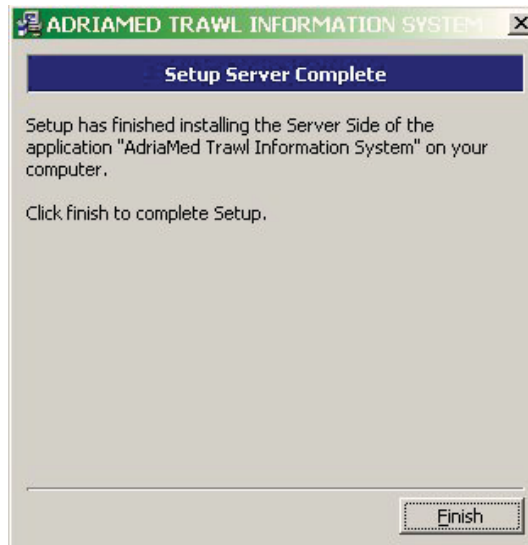 ADRIAMED TRAWL INFORMATION SYSTEM
Setup Server Complete
Setup has finished installing the Server Side of the
application "AdriaMed Trawl Information System" on your
computer.
Click finish to complete Setup.
Finish